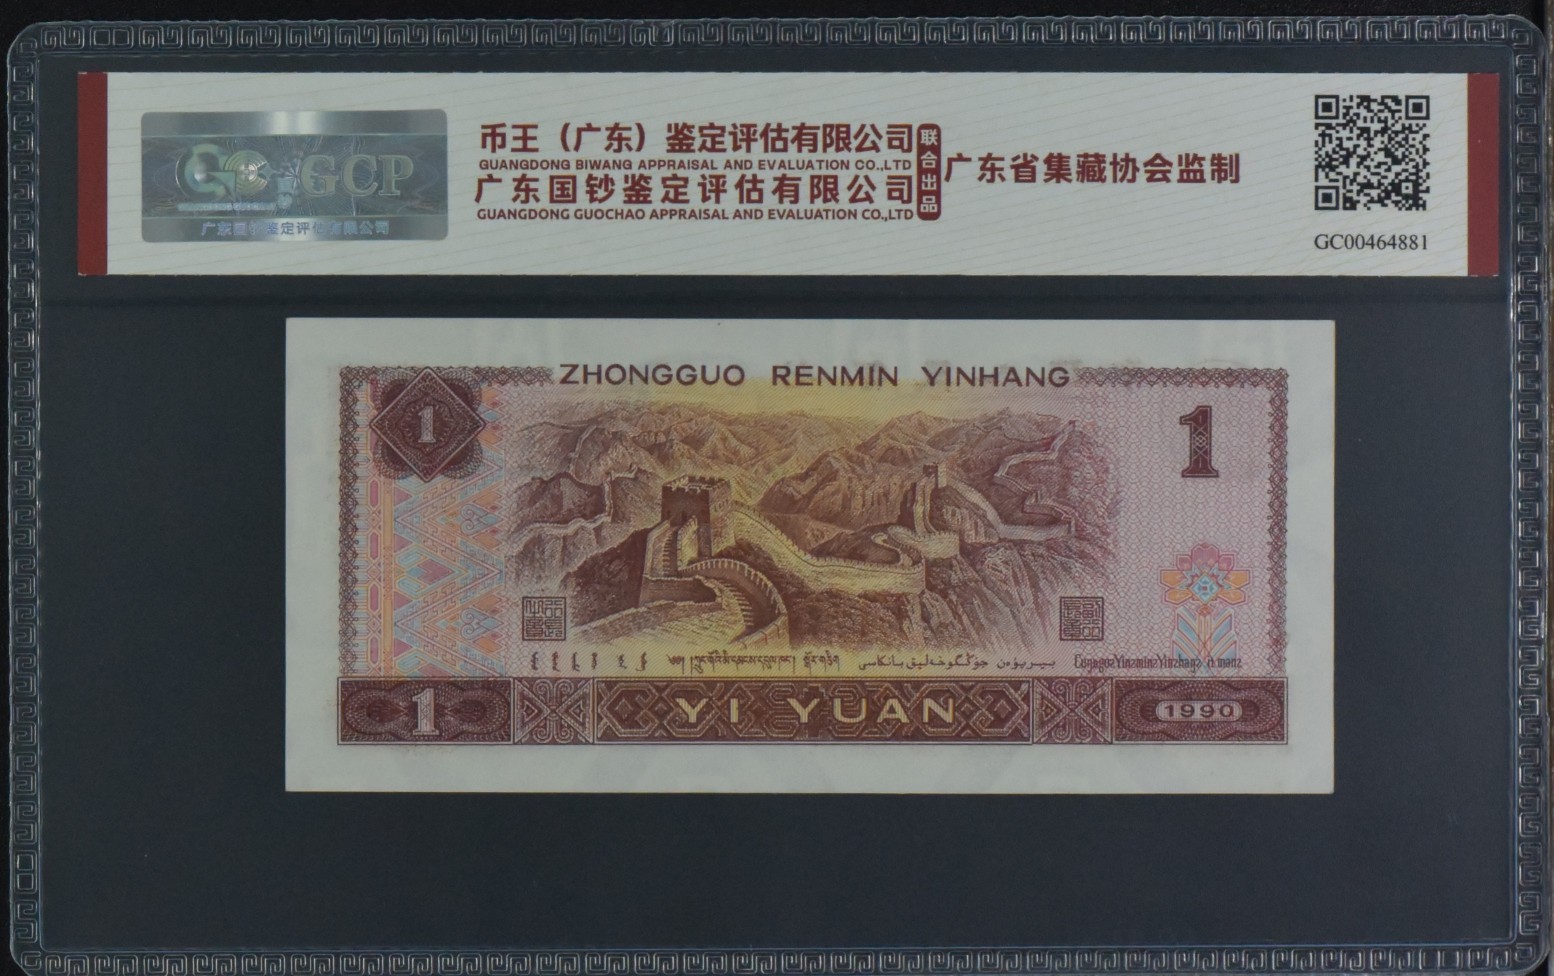 GCP
广东国钞鉴定评估有限公司
币王（广东）鉴定评估有限公司
GUANGDONG BIWANG APPRAISAL AND EVALUATION CO.,LTD
广东国钞鉴定评估有限公司
GUANGDONG GUOCHAO APPRAISAL AND EVALUATION CO.,LTD
联合出品
广东省集藏协会监制
GC00464881
ZHONGGUO RENMIN YINHANG
1
1
1
YI YUAN
1990